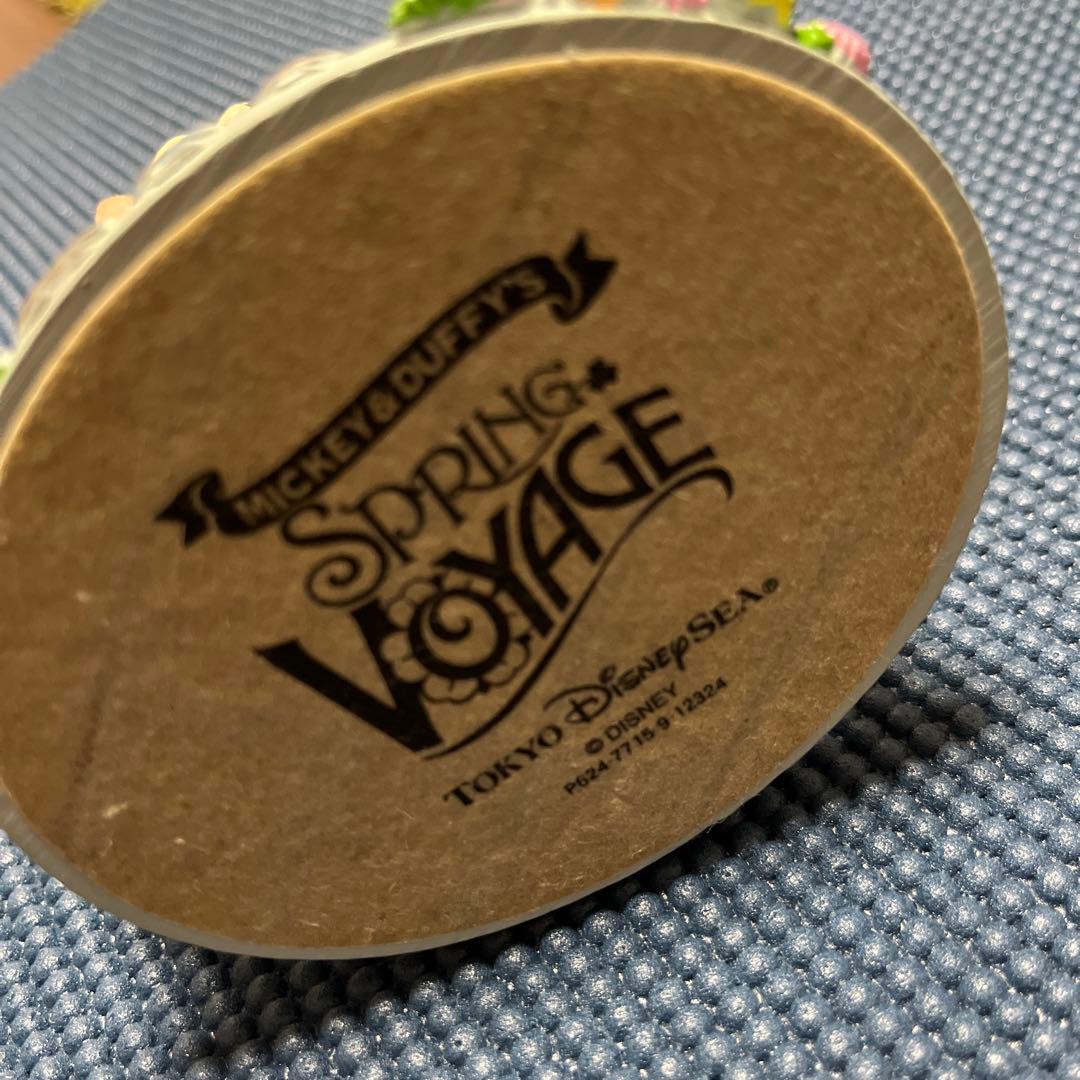 MICKEY & DUFFY'S
SPRING
VOYAGE
TOKYO DISNEYSEA®
© DISNEY
P624-7715-9 12324